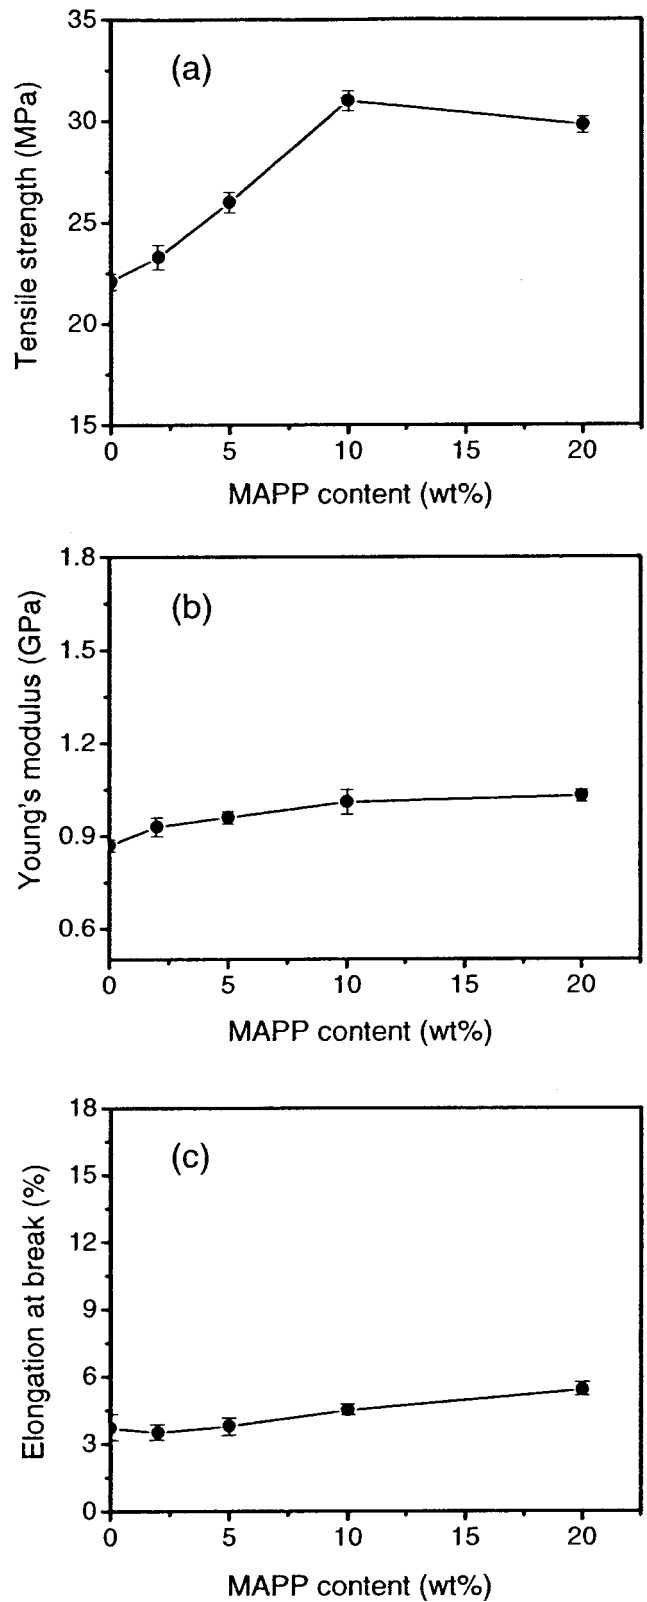 35
(a)
30
25
20
15
Tensile strength (MPa)
0 5 10 15 20
MAPP content (wt%)
1.8
(b)
1.5
1.2
0.9
0.6
Young's modulus (GPa)
0 5 10 15 20
MAPP content (wt%)
18
(c)
15
12
9
6
3
0
Elongation at break (%)
0 5 10 15 20
MAPP content (wt%)